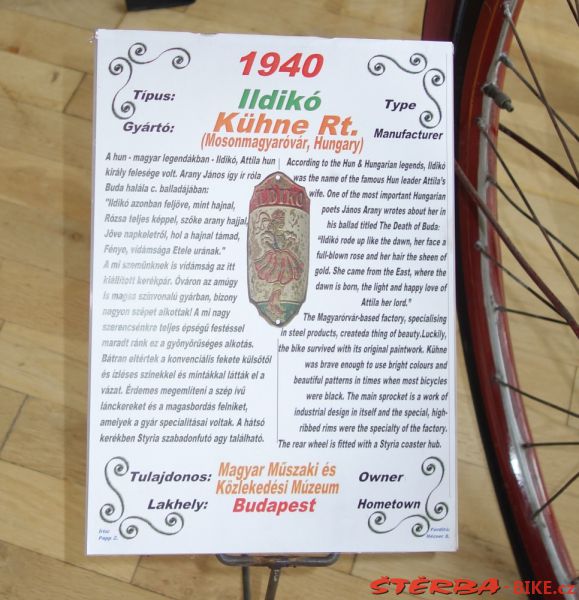 1940
Típus: Ildikó Type
Gyártó: Kühne Rt. Manufacturer
(Mosonmagyaróvár, Hungary)
A hun - magyar legendákban - Ildikó, Attila hun
király felesége volt. Arany János így ír róla
Buda halála c. balladájában:
"Ildikó azonban feljöve, mint hajnal,
Rózsa teljes képpel, szőke arany hajjal,
Jöve napkeletről, hol a hajnal támad,
Fénye, vidámsága Etele urának."
A mi szemünknek is vidámság az itt
kiállított kerékpár. Óváron az amúgy
is magas színvonalú gyárban, bizony
nagyon szépet alkottak! A mi nagy
szerencsénkre teljes épségű festéssel
maradt ránk ez a gyönyörűséges alkotás.
Bátran eltértek a konvenciális fekete külsőtől
és ízléses színekkel és mintákkal látták el a
vázat. Érdemes megemlíteni a szép ívű
lánckereket és a magasbordás felniket,
amelyek a gyár specialitásai voltak. A hátsó
kerékben Styria szabadonfutó agy található.
According to the Hun & Hungarian legends, Ildikó
was the name of the famous Hun leader Attila's
wife. One of the most important Hungarian
poets János Arany wrotes about her in
his ballad titled The Death of Buda:
"Ildikó rode up like the dawn, her face a
full-blown rose and her hair the sheen of
gold. She came from the East, where the
dawn is born, the light and happy love of
Attila her lord."
The Magyaróvár-based factory, specialising
in steel products, createda thing of beauty.Luckily,
the bike survived with its original paintwork. Kühne
was brave enough to use bright colours and
beautiful patterns in times when most bicycles
were black. The main sprocket is a work of
industrial design in itself and the special, high-
ribbed rims were the specialty of the factory.
The rear wheel is fitted with a Styria coaster hub.
ILDIKÓ
Tulajdonos: Magyar Műszaki és Owner
Közlekedési Múzeum
Lakhely: Budapest Hometown
Írta:
Papp Z.
Fordító:
Mézser B.
ŠTĚRBA-BIKE.cz